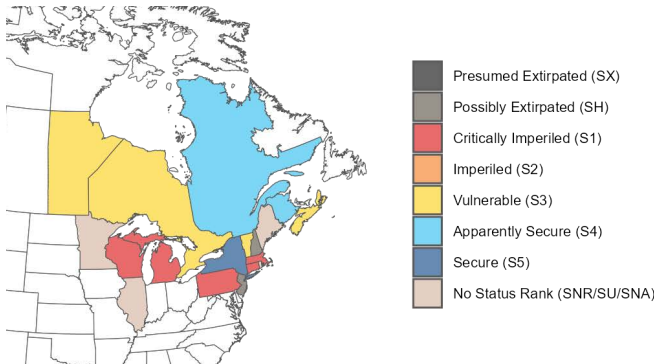 Presumed Extirpated (SX)
Possibly Extirpated (SH)
Critically Imperiled (S1)
Imperiled (S2)
Vulnerable (S3)
Apparently Secure (S4)
Secure (S5)
No Status Rank (SNR/SU/SNA)